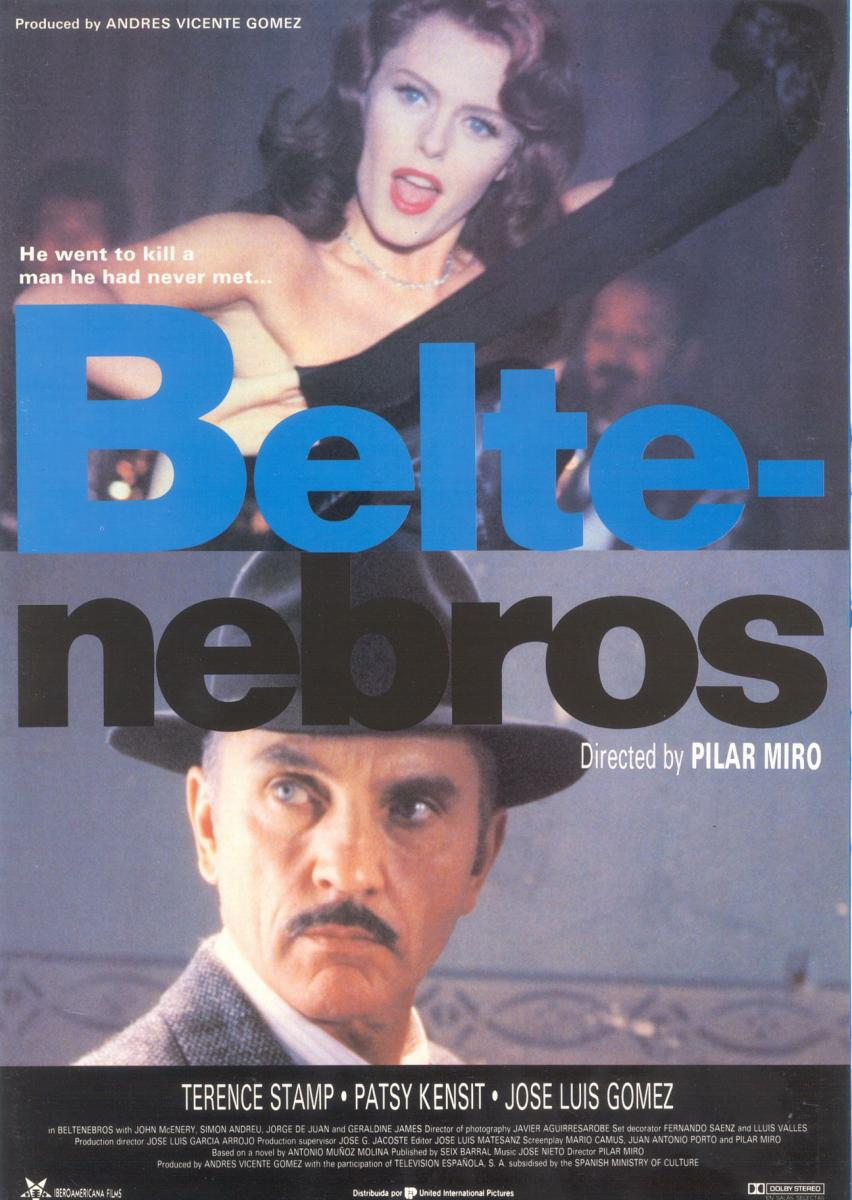 Produced by ANDRES VICENTE GOMEZ
He went to kill a
man he had never met...
Belte-
nebros
Directed by PILAR MIRO
TERENCE STAMP • PATSY KENSIT • JOSE LUIS GOMEZ
in BELTENEBROS with JOHN McENERY, SIMON ANDREU, JORGE DE JUAN and GERALDINE JAMES Director of photography JAVIER AGUIRRESAROBE Set decorator FERNANDO SAENZ and LLUIS VALLES
Production director JOSE LUIS GARCIA ARROJO Production supervisor JOSE G. JACOSTE Editor JOSE LUIS MATESANZ Screenplay MARIO CAMUS, JUAN ANTONIO PORTO and PILAR MIRO
Based on a novel by ANTONIO MUÑOZ MOLINA Published by SEIX BARRAL Music JOSE NIETO Director PILAR MIRO
Produced by ANDRES VICENTE GOMEZ with the participation of TELEVISION ESPAÑOLA, S. A. subsidised by the SPANISH MINISTRY OF CULTURE
IBEROAMERICANA FILMS
Distribuida por United International Pictures
DOLBY STEREO
EN SALAS SELECTAS